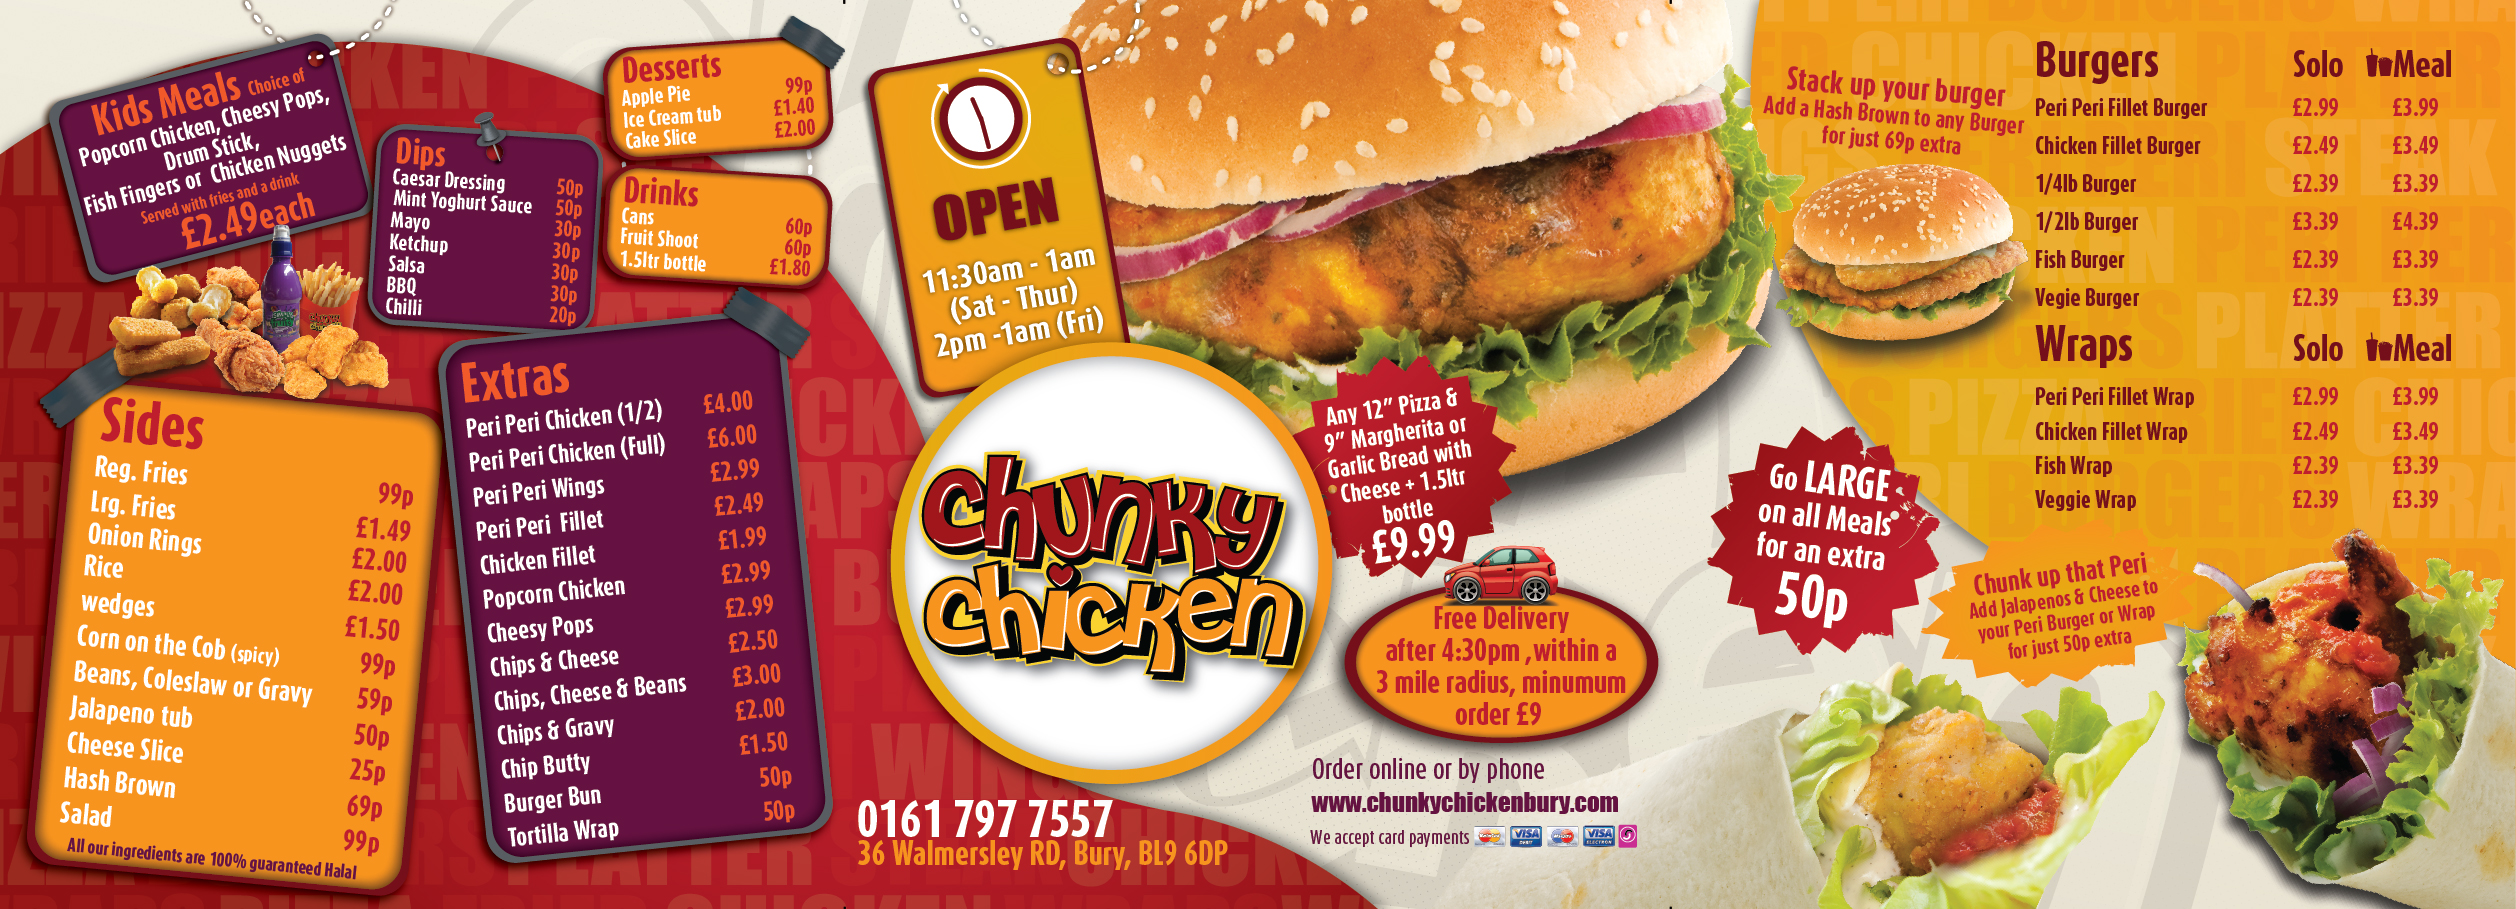 Kids Meals Choice of
Popcorn Chicken, Cheesy Pops,
Drum Stick,
Fish Fingers or Chicken Nuggets
Served with fries and a drink
£2.49each
Dips
Caesar Dressing 50p
Mint Yoghurt Sauce 50p
Mayo 30p
Ketchup 30p
Salsa 30p
BBQ 30p
Chilli 20p
Desserts
Apple Pie 99p
Ice Cream tub £1.40
Cake Slice £2.00
Drinks
Cans 60p
Fruit Shoot 60p
1.5ltr bottle £1.80
Sides
Reg. Fries 99p
Lrg. Fries £1.49
Onion Rings £2.00
Rice £2.00
wedges £1.50
Corn on the Cob (spicy) 99p
Beans, Coleslaw or Gravy 59p
Jalapeno tub 50p
Cheese Slice 25p
Hash Brown 69p
Salad 99p
All our ingredients are 100% guaranteed Halal
Extras
Peri Peri Chicken (1/2) £4.00
Peri Peri Chicken (Full) £6.00
Peri Peri Wings £2.99
Peri Peri Fillet £2.49
Chicken Fillet £1.99
Popcorn Chicken £2.99
Cheesy Pops £2.99
Chips & Cheese £2.50
Chips, Cheese & Beans £3.00
Chips & Gravy £2.00
Chip Butty £1.50
Burger Bun 50p
Tortilla Wrap 50p
OPEN
11:30am - 1am
(Sat - Thur)
2pm -1am (Fri)
Chunky
Chicken
0161 797 7557
36 Walmersley RD, Bury, BL9 6DP
Any 12” Pizza &
9” Margherita or
Garlic Bread with
Cheese + 1.5ltr
bottle
£9.99
Free Delivery
after 4:30pm ,within a
3 mile radius, minumum
order £9
Order online or by phone
www.chunkychickenbury.com
We accept card payments
Stack up your burger
Add a Hash Brown to any Burger
for just 69p extra
Burgers Solo Meal
Peri Peri Fillet Burger £2.99 £3.99
Chicken Fillet Burger £2.49 £3.49
1/4lb Burger £2.39 £3.39
1/2lb Burger £3.39 £4.39
Fish Burger £2.39 £3.39
Vegie Burger £2.39 £3.39
Wraps Solo Meal
Peri Peri Fillet Wrap £2.99 £3.99
Chicken Fillet Wrap £2.49 £3.49
Fish Wrap £2.39 £3.39
Veggie Wrap £2.39 £3.39
Go LARGE
on all Meals
for an extra
50p
Chunk up that Peri
Add Jalapenos & Cheese to
your Peri Burger or Wrap
for just 50p extra